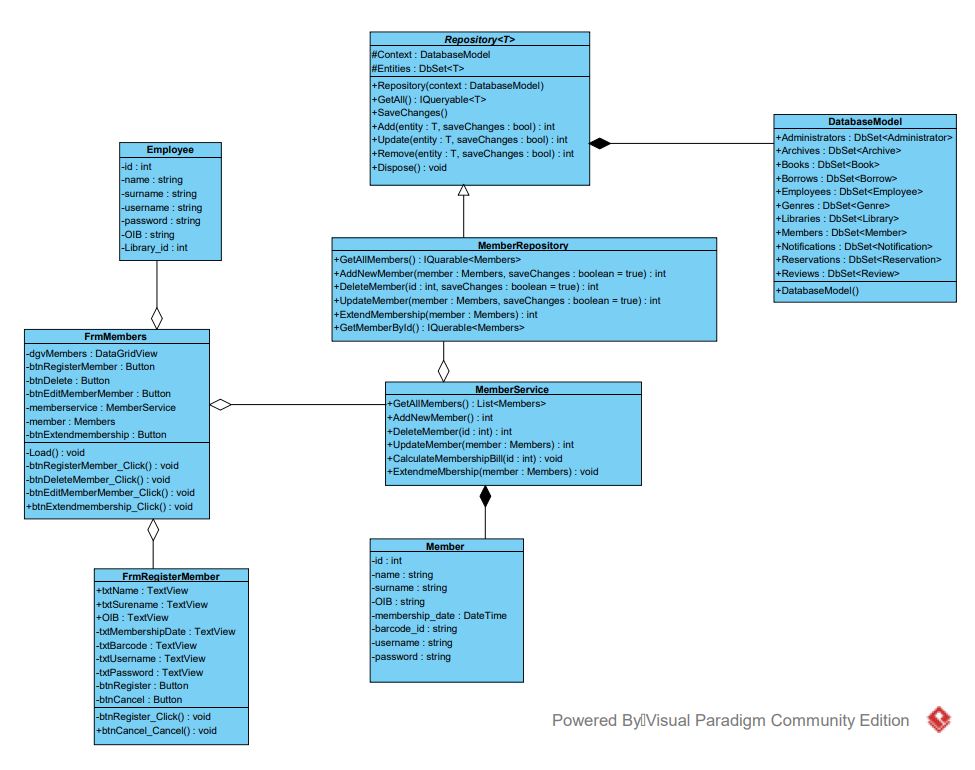 Repository<T>
#Context : DatabaseModel
#Entities : DbSet<T>
+Repository(context : DatabaseModel)
+GetAll() : IQueryable<T>
+SaveChanges()
+Add(entity : T, saveChanges : bool) : int
+Update(entity : T, saveChanges : bool) : int
+Remove(entity : T, saveChanges : bool) : int
+Dispose() : void
DatabaseModel
+Administrators : DbSet<Administrator>
+Archives : DbSet<Archive>
+Books : DbSet<Book>
+Borrows : DbSet<Borrow>
+Employees : DbSet<Employee>
+Genres : DbSet<Genre>
+Libraries : DbSet<Library>
+Members : DbSet<Member>
+Notifications : DbSet<Notification>
+Reservations : DbSet<Reservation>
+Reviews : DbSet<Review>
+DatabaseModel()
Employee
-id : int
-name : string
-surname : string
-username : string
-password : string
-OIB : string
-Library_id : int
MemberRepository
+GetAllMembers() : IQuarable<Members>
+AddNewMember(member : Members, saveChanges : boolean = true) : int
+DeleteMember(id : int, saveChanges : boolean = true) : int
+UpdateMember(member : Members, saveChanges : boolean = true) : int
+ExtendMembership(member : Members) : int
+GetMemberById() : IQuerable<Members>
FrmMembers
-dgvMembers : DataGridView
-btnRegisterMember : Button
-btnDelete : Button
-btnEditMemberMember : Button
-memberservice : MemberService
-member : Members
-btnExtendmembership : Button
-Load() : void
-btnRegisterMember_Click() : void
-btnDeleteMember_Click() : void
-btnEditMemberMember_Click() : void
+btnExtendmembership_Click() : void
MemberService
+GetAllMembers() : List<Members>
+AddNewMember() : int
+DeleteMember(id : int) : int
+UpdateMember(member : Members) : int
+CalculateMembershipBill(id : int) : void
+ExtendmeMbership(member : Members) : void
Member
-id : int
-name : string
-surname : string
-OIB : string
-membership_date : DateTime
-barcode_id : string
-username : string
-password : string
FrmRegisterMember
+txtName : TextView
+txtSurename : TextView
+OIB : TextView
-txtMembershipDate : TextView
-txtBarcode : TextView
-txtUsername : TextView
-txtPassword : TextView
-btnRegister : Button
-btnCancel : Button
-btnRegister_Click() : void
+btnCancel_Cancel() : void
Powered By Visual Paradigm Community Edition